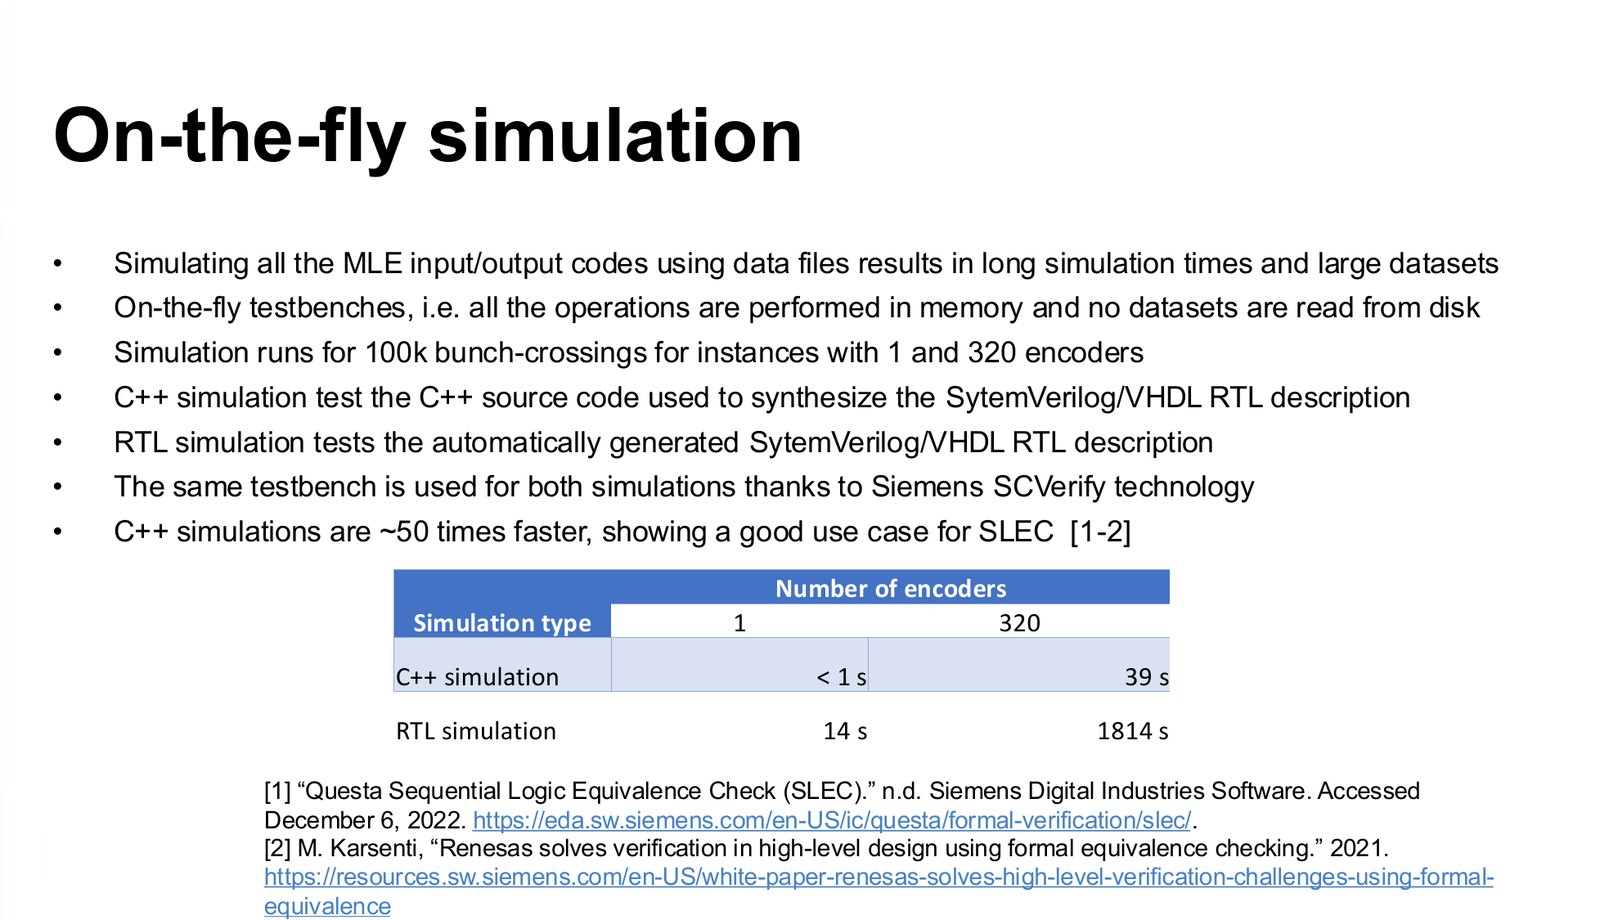 On-the-fly simulation
• Simulating all the MLE input/output codes using data files results in long simulation times and large datasets
• On-the-fly testbenches, i.e. all the operations are performed in memory and no datasets are read from disk
• Simulation runs for 100k bunch-crossings for instances with 1 and 320 encoders
• C++ simulation test the C++ source code used to synthesize the SytemVerilog/VHDL RTL description
• RTL simulation tests the automatically generated SytemVerilog/VHDL RTL description
• The same testbench is used for both simulations thanks to Siemens SCVerify technology
• C++ simulations are ~50 times faster, showing a good use case for SLEC [1-2]
Number of encoders
Simulation type 1 320
C++ simulation < 1 s 39 s
RTL simulation 14 s 1814 s
[1] “Questa Sequential Logic Equivalence Check (SLEC).” n.d. Siemens Digital Industries Software. Accessed
December 6, 2022. https://eda.sw.siemens.com/en-US/ic/questa/formal-verification/slec/.
[2] M. Karsenti, “Renesas solves verification in high-level design using formal equivalence checking.” 2021.
https://resources.sw.siemens.com/en-US/white-paper-renesas-solves-high-level-verification-challenges-using-formal-
equivalence